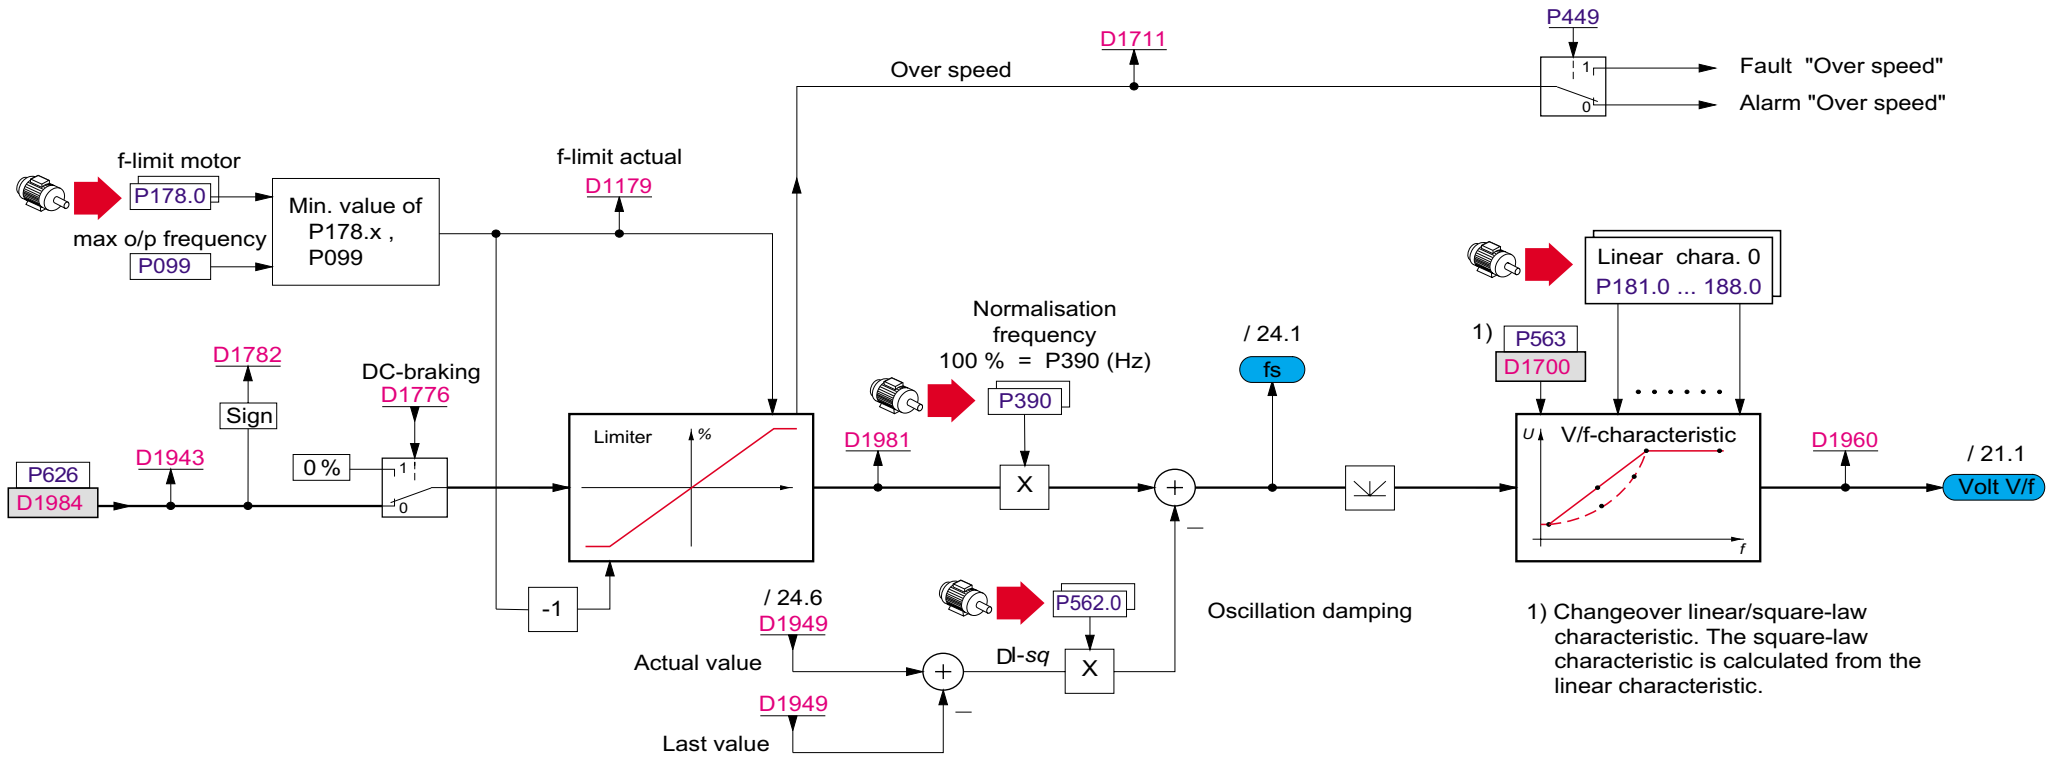 P449
D1711
Over speed
1
0
Fault "Over speed"
Alarm "Over speed"
f-limit motor
P178.0
max o/p frequency
P099
Min. value of
P178.x ,
P099
f-limit actual
D1179
Linear chara. 0
P181.0 ... 188.0
Normalisation
frequency
100 % = P390 (Hz)
P390
/ 24.1
fs
1)
P563
D1700
. . . . . .
D1782
Sign
DC-braking
D1776
D1943
P626
D1984
0 %
1
0
Limiter
%
D1981
X
+
–
U
V/f-characteristic
f
D1960
/ 21.1
Volt V/f
-1
/ 24.6
D1949
Actual value
+
–
DI-sq
P562.0
X
Oscillation damping
D1949
Last value
1) Changeover linear/square-law
characteristic. The square-law
characteristic is calculated from the
linear characteristic.